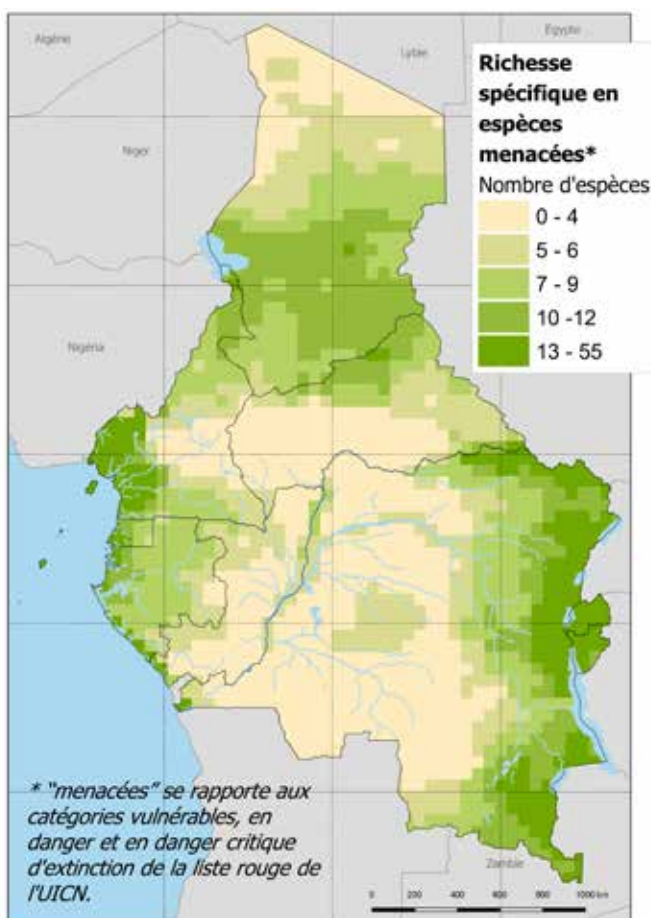 Algérie
Lybie
Egypte
Niger
Nigéria
Zambie
Richesse
spécifique en
espèces
menacées*
Nombre d'espèces
0 - 4
5 - 6
7 - 9
10 -12
13 - 55
* "menacées" se rapporte aux
catégories vulnérables, en
danger et en danger critique
d'extinction de la liste rouge de
l'UICN.
0 200 400 600 800 1000 km